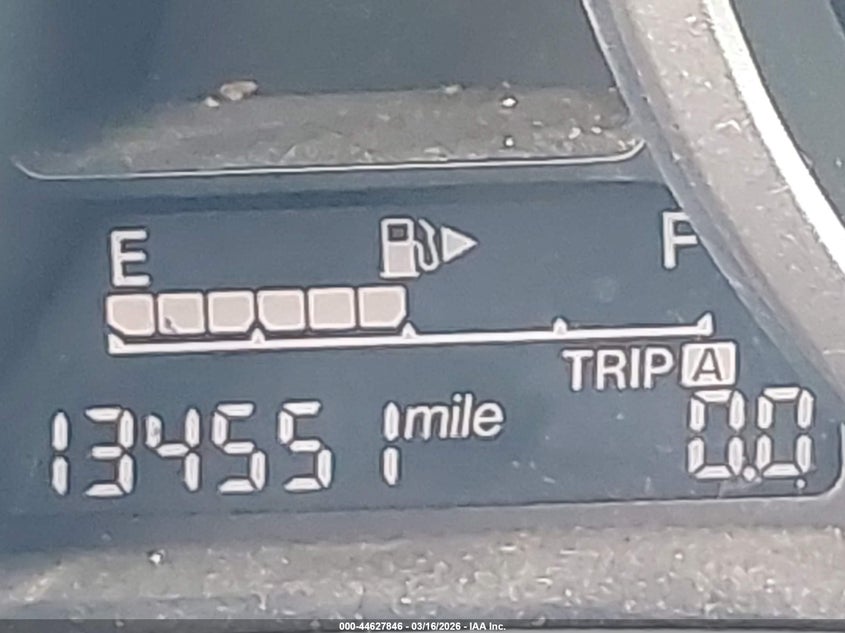 E F
TRIP A
134551 mile 0.0
000-44627846 - 03/16/2026 - IAA Inc.